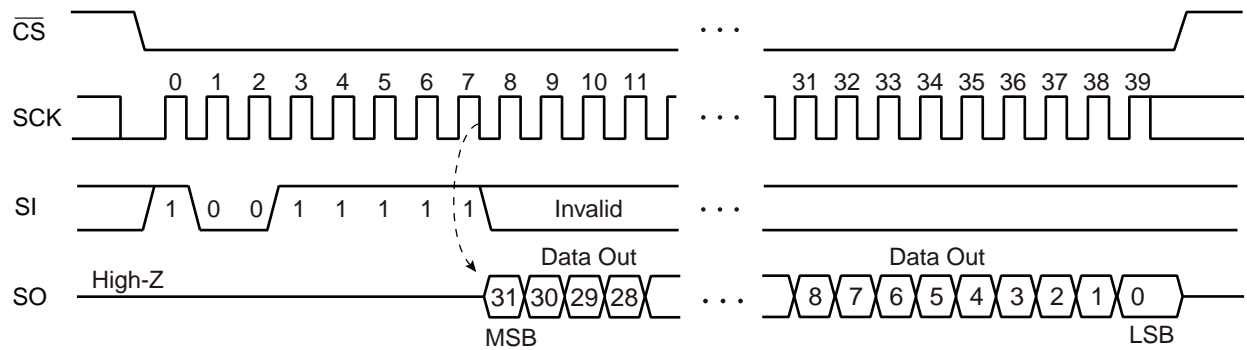 CS
0 1 2 3 4 5 6 7 8 9 10 11 31 32 33 34 35 36 37 38 39
SCK
SI 1 0 0 1 1 1 1 1 Invalid
Data Out Data Out
High-Z
SO 31 30 29 28 8 7 6 5 4 3 2 1 0
MSB LSB